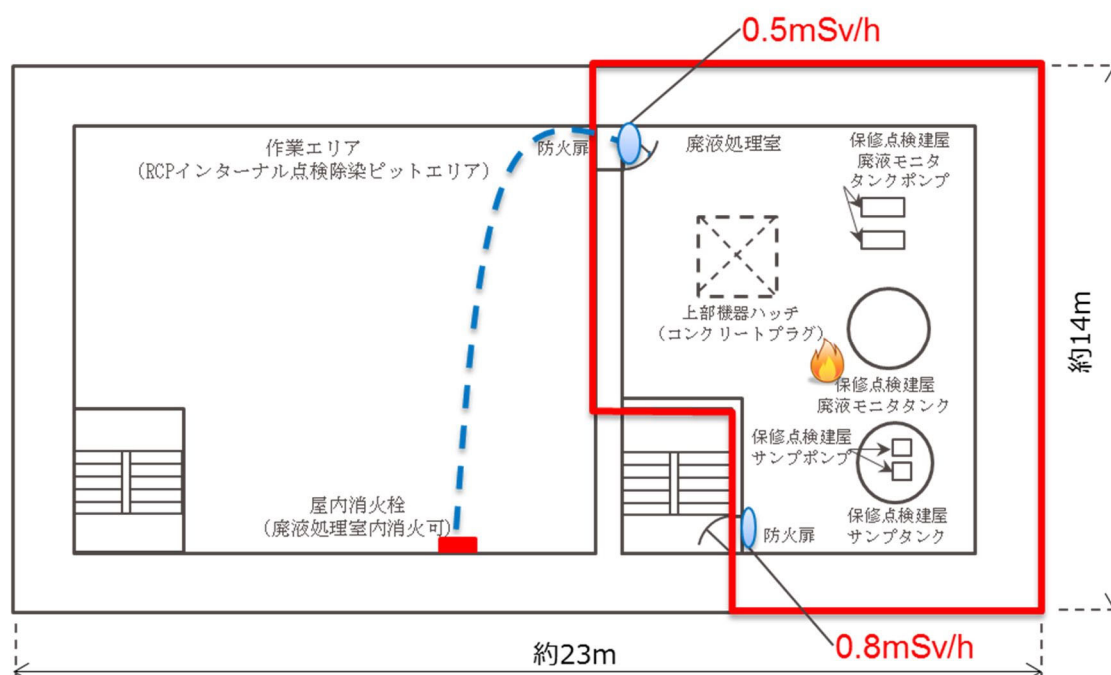 0.5mSv/h
作業エリア
(RCPインターナル点検除染ピットエリア)
防火扉
廃液処理室
保修点検建屋
廃液モニタ
タンクポンプ
上部機器ハッチ
(コンクリートプラグ)
保修点検建屋
廃液モニタタンク
保修点検建屋
サンプポンプ
屋内消火栓
(廃液処理室内消火可)
防火扉
保修点検建屋
サンプタンク
0.8mSv/h
約14m
約23m